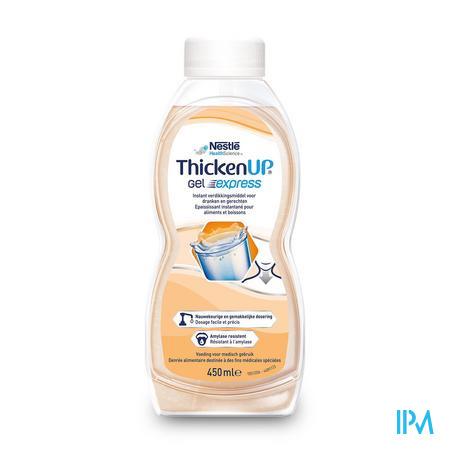 Nestlé
HealthScience
ThickenUP®
GEL express
Instant verdikkingsmiddel voor
dranken en gerechten
Épaississant instantané pour
aliments et boissons
Nauwkeurige en gemakkelijke dosering
Dosage facile et précis
Amylase resistent
Résistant à l'amylase
Voeding voor medisch gebruik
Denrée alimentaire destinée à des fins médicales spéciales
450 ml e
IPM